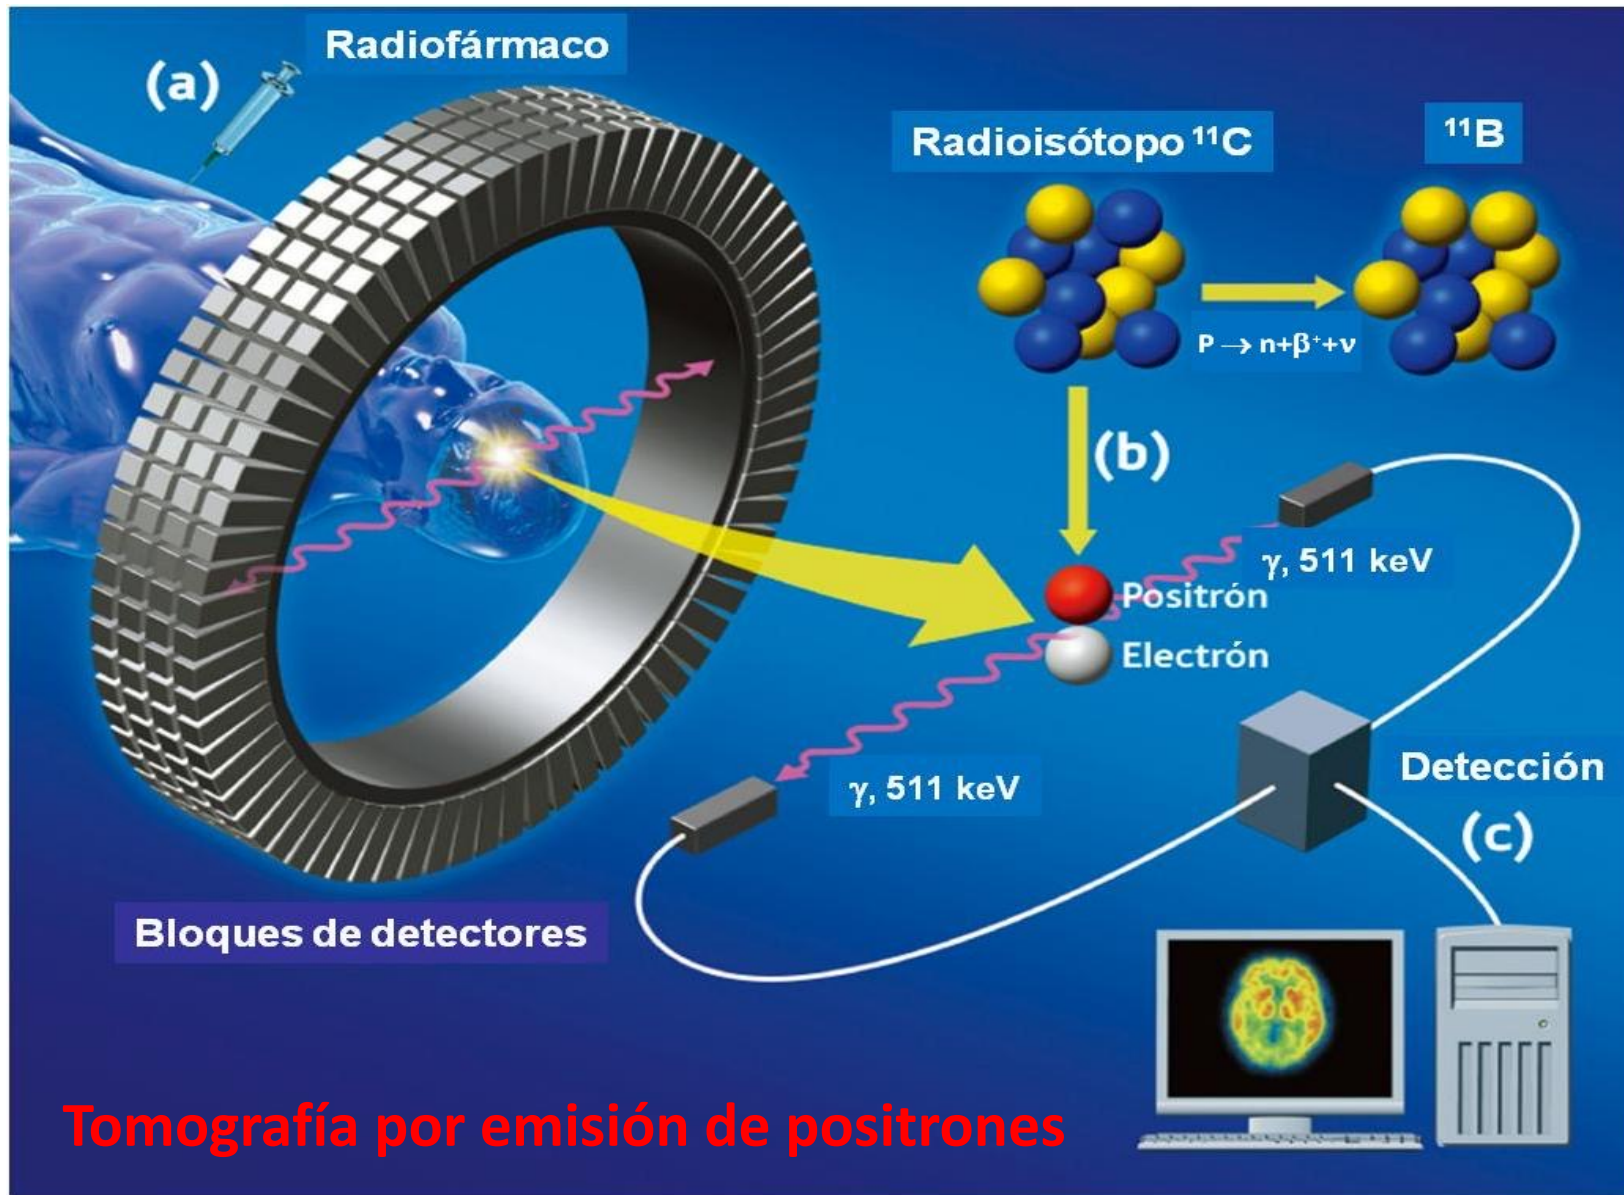 (a)
Radiofármaco
Radioisótopo ¹¹C
¹¹B
P → n+β⁺+ν
(b)
γ, 511 keV
Positrón
Electrón
γ, 511 keV
Detección
(c)
Bloques de detectores
Tomografía por emisión de positrones